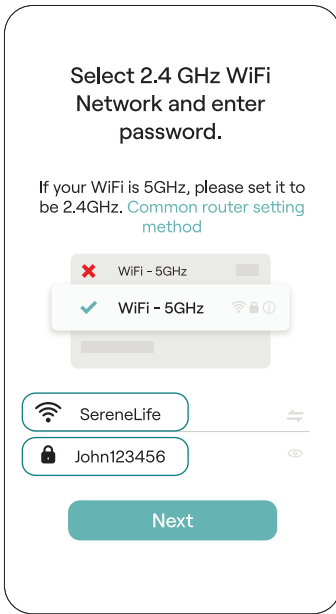 Select 2.4 GHz WiFi
Network and enter
password.
If your WiFi is 5GHz, please set it to
be 2.4GHz. Common router setting
method
WiFi - 5GHz
WiFi - 5GHz
SereneLife
John123456
Next